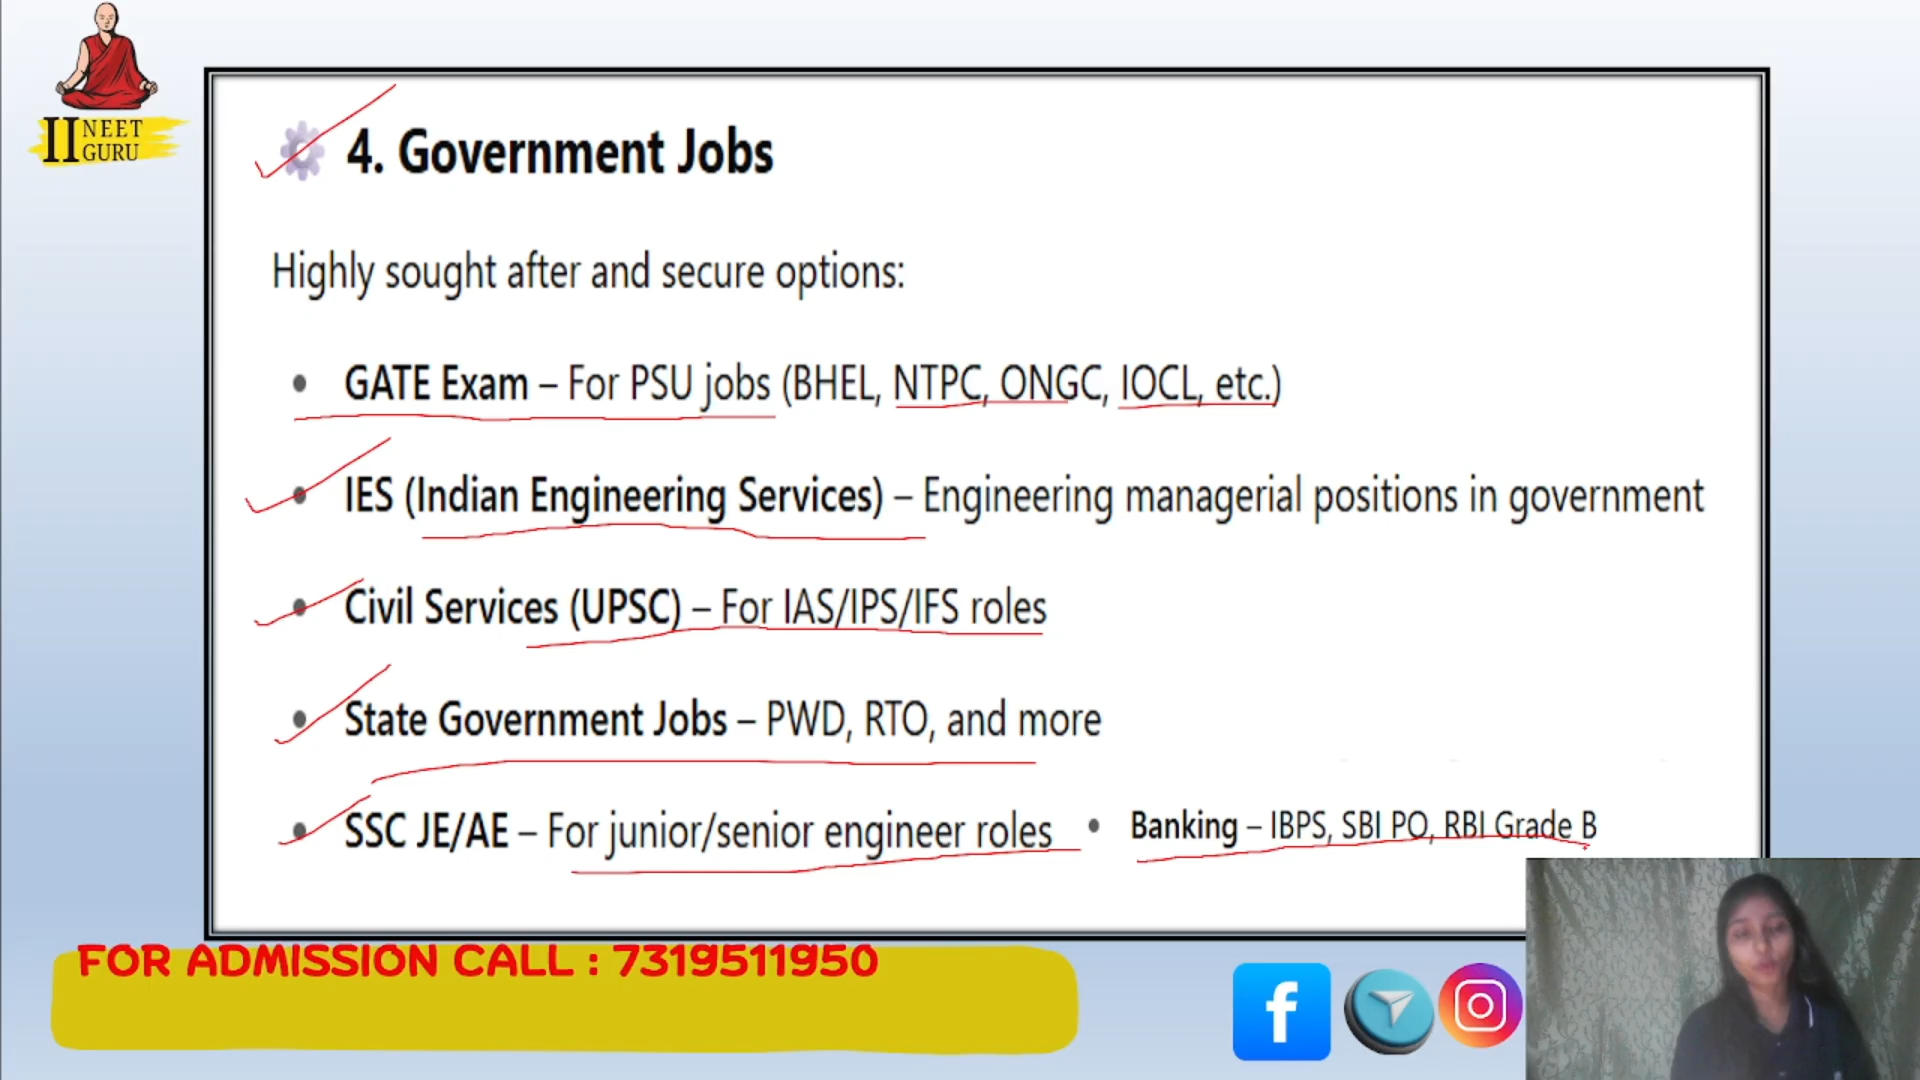 II NEET GURU
4. Government Jobs
Highly sought after and secure options:
• GATE Exam – For PSU jobs (BHEL, NTPC, ONGC, IOCL, etc.)
• IES (Indian Engineering Services) – Engineering managerial positions in government
• Civil Services (UPSC) – For IAS/IPS/IFS roles
• State Government Jobs – PWD, RTO, and more
• SSC JE/AE – For junior/senior engineer roles
• Banking – IBPS, SBI PO, RBI Grade B
FOR ADMISSION CALL : 7319511950